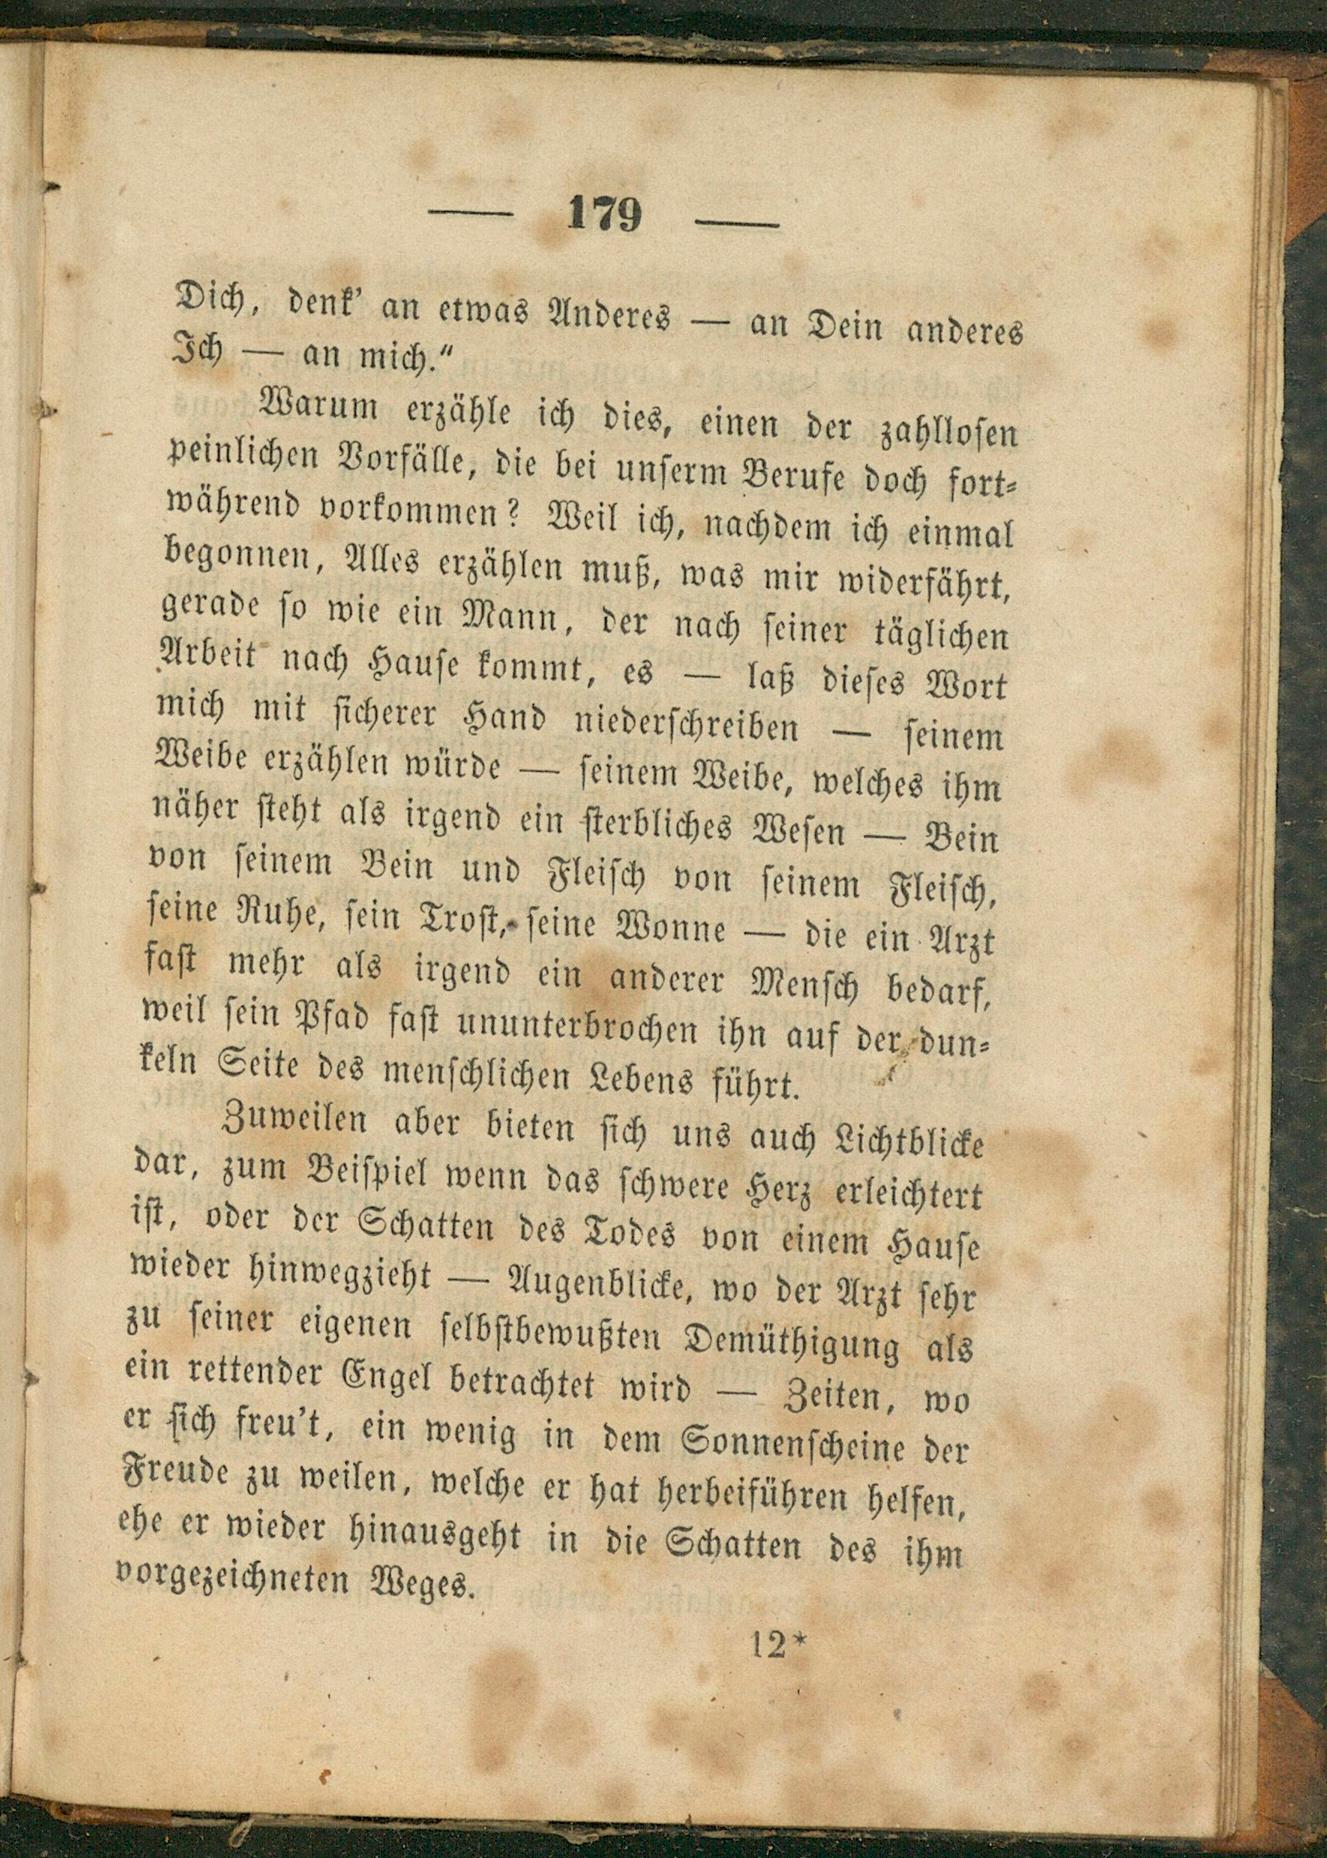 — 179 —
Dich, denk' an etwas Anderes — an Dein anderes
Ich — an mich.“
Warum erzähle ich dies, einen der zahllosen
peinlichen Vorfälle, die bei unserm Berufe doch fort-
während vorkommen? Weil ich, nachdem ich einmal
begonnen, Alles erzählen muß, was mir widerfährt,
gerade so wie ein Mann, der nach seiner täglichen
Arbeit nach Hause kommt, es — laß dieses Wort
mich mit sicherer Hand niederschreiben — seinem
Weibe erzählen würde — seinem Weibe, welches ihm
näher steht als irgend ein sterbliches Wesen — Bein
von seinem Bein und Fleisch von seinem Fleisch,
seine Ruhe, sein Trost, seine Wonne — die ein Arzt
fast mehr als irgend ein anderer Mensch bedarf,
weil sein Pfad fast ununterbrochen ihn auf der dun-
keln Seite des menschlichen Lebens führt.
Zuweilen aber bieten sich uns auch Lichtblicke
dar, zum Beispiel wenn das schwere Herz erleichtert
ist, oder der Schatten des Todes von einem Hause
wieder hinwegzieht — Augenblicke, wo der Arzt sehr
zu seiner eigenen selbstbewußten Demüthigung als
ein rettender Engel betrachtet wird — Zeiten, wo
er sich freu't, ein wenig in dem Sonnenscheine der
Freude zu weilen, welche er hat herbeiführen helfen,
ehe er wieder hinausgeht in die Schatten des ihm
vorgezeichneten Weges.
12*